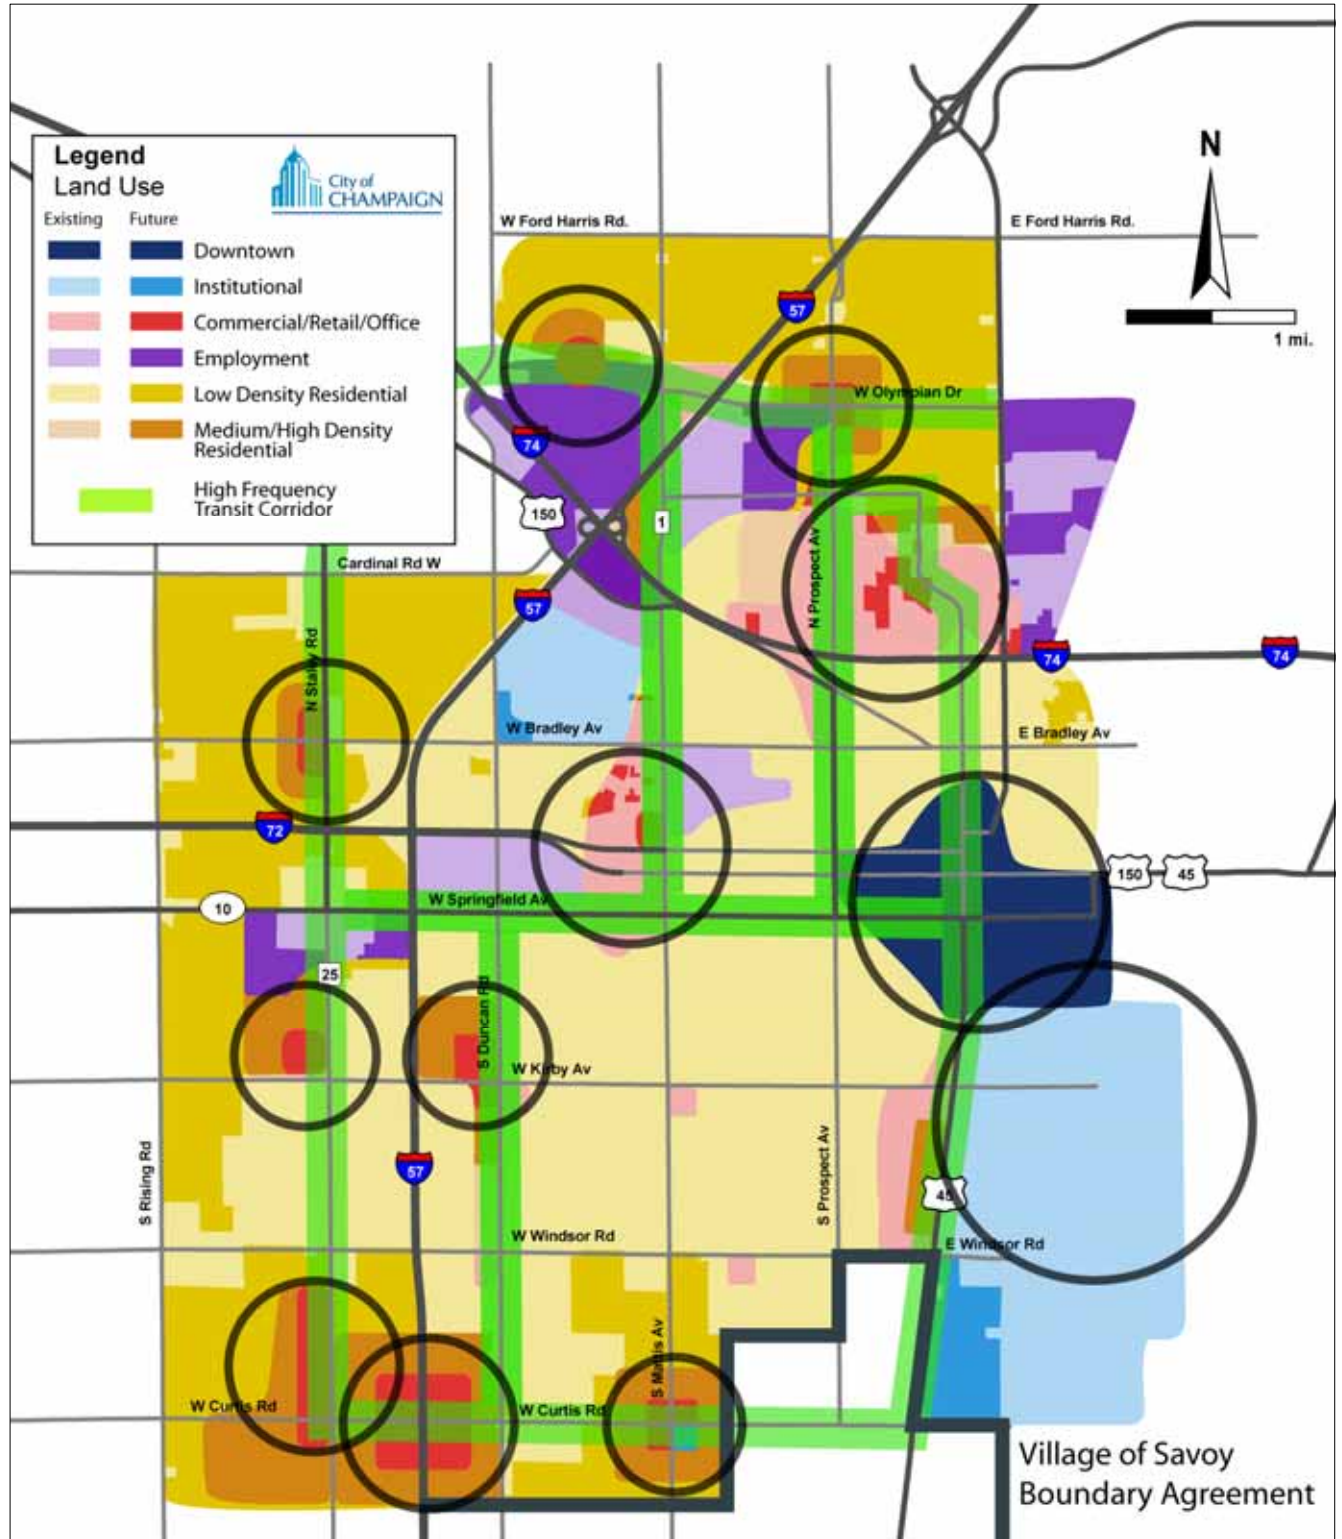 Legend
Land Use
City of
CHAMPAIGN
Existing Future
Downtown
Institutional
Commercial/Retail/Office
Employment
Low Density Residential
Medium/High Density
Residential
High Frequency
Transit Corridor
N
1 mi.
W Ford Harris Rd.
E Ford Harris Rd.
57
W Olympian Dr
74
150
1
Cardinal Rd W
57
N Prospect Av
74
74
N Staley Rd
W Bradley Av
E Bradley Av
72
150
45
10
W Springfield Av
25
S Duncan Rd
W Kirby Av
S Rising Rd
57
S Prospect Av
45
W Windsor Rd
E Windsor Rd
S Mattis Av
W Curtis Rd
W Curtis Rd
Village of Savoy
Boundary Agreement